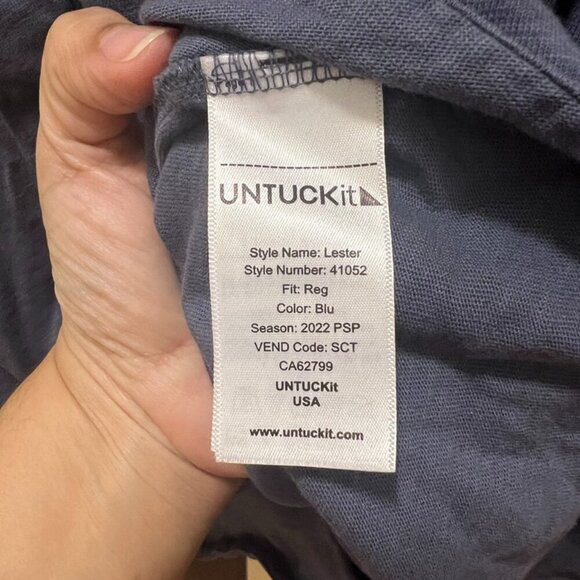 UNTUCKit
Style Name: Lester
Style Number: 41052
Fit: Reg
Color: Blu
Season: 2022 PSP
VEND Code: SCT
CA62799
UNTUCKit
USA
www.untuckit.com